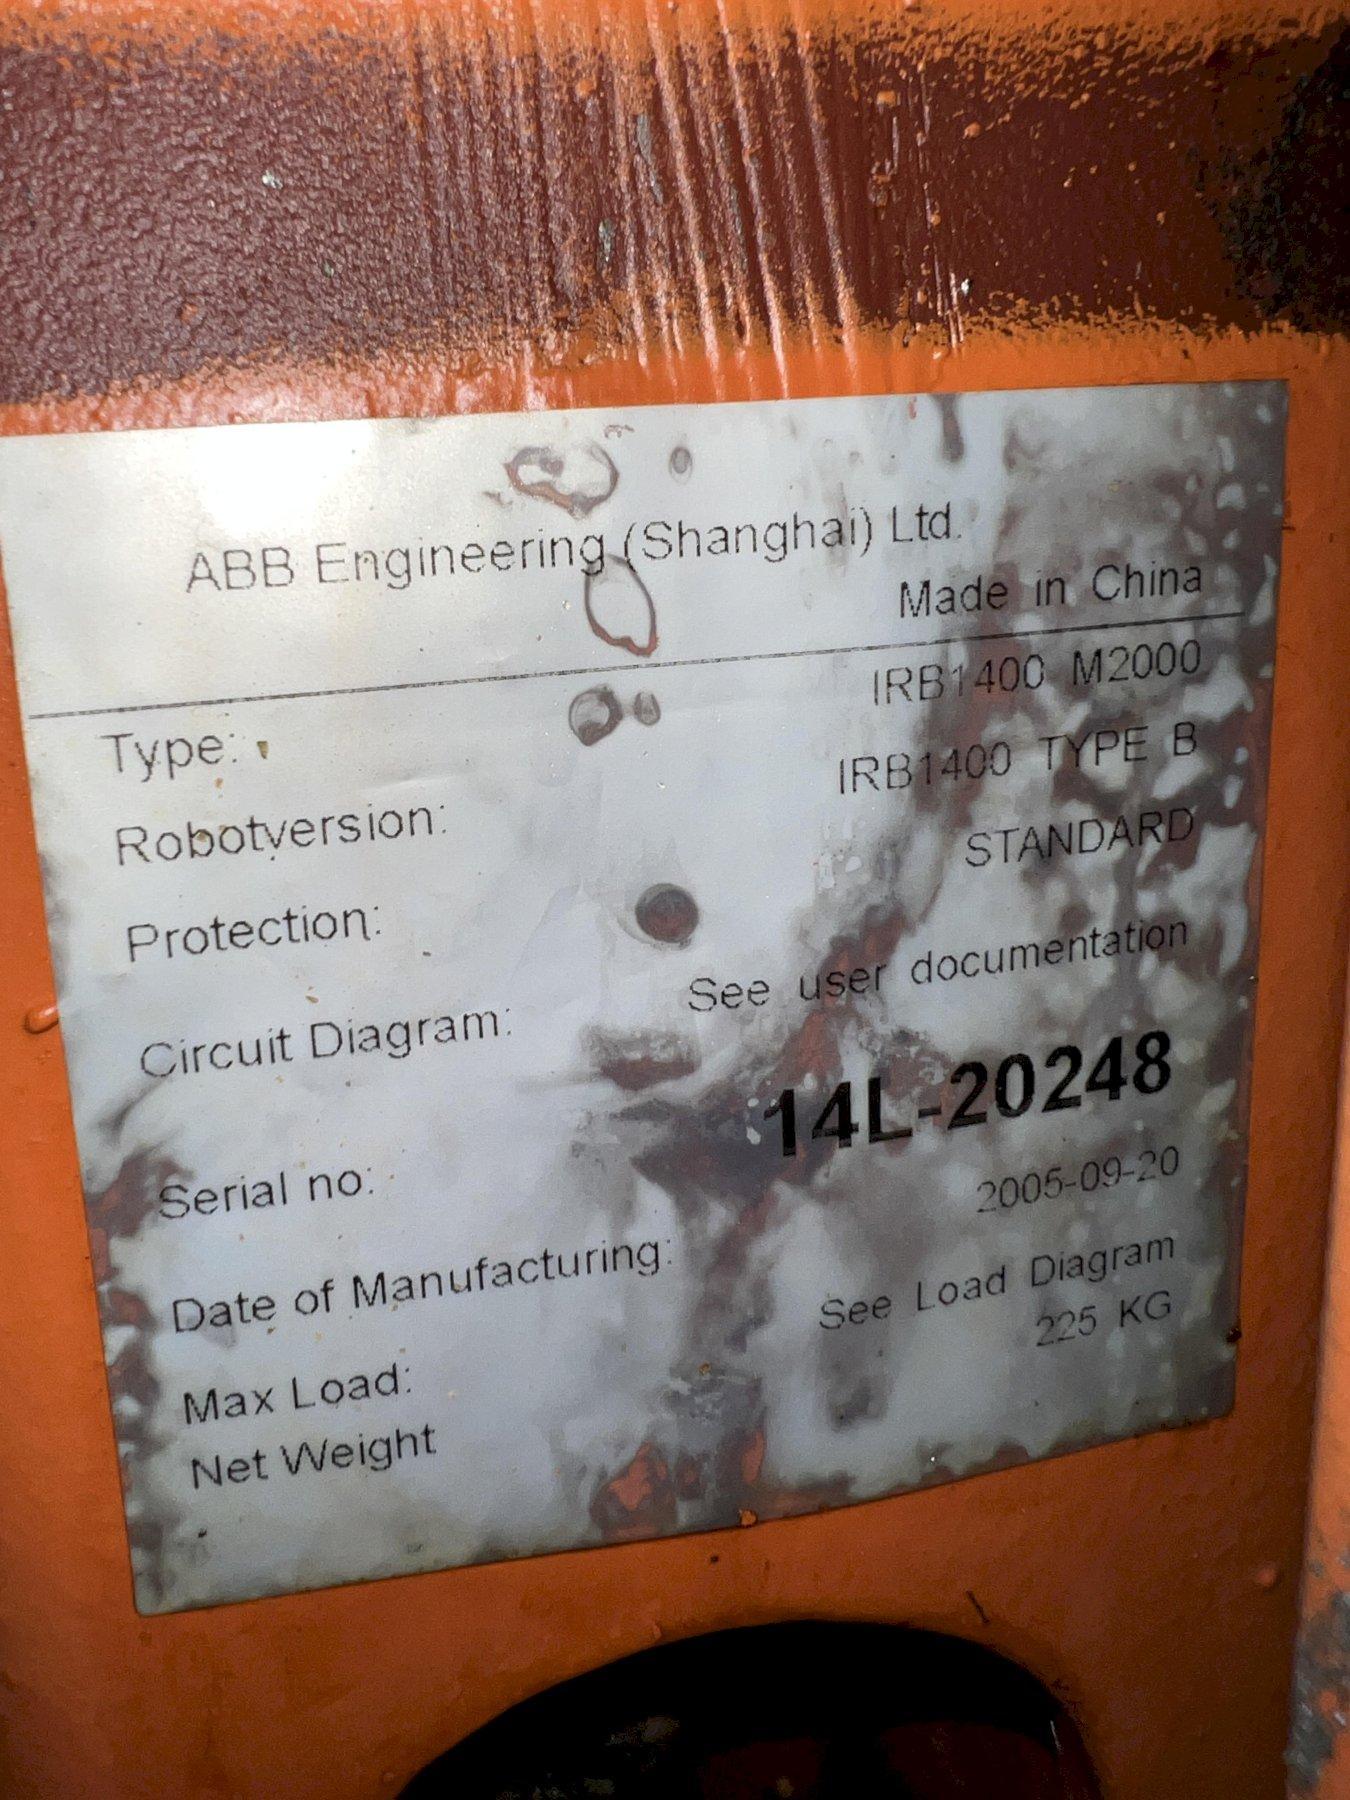 ABB Engineering (Shanghai) Ltd.
Made in China
Type: IRB1400 M2000
Robotversion: IRB1400 TYPE B
Protection: STANDARD
Circuit Diagram: See user documentation
Serial no: 14L-20248
Date of Manufacturing: 2005-09-20
Max Load: See Load Diagram
Net Weight 225 KG